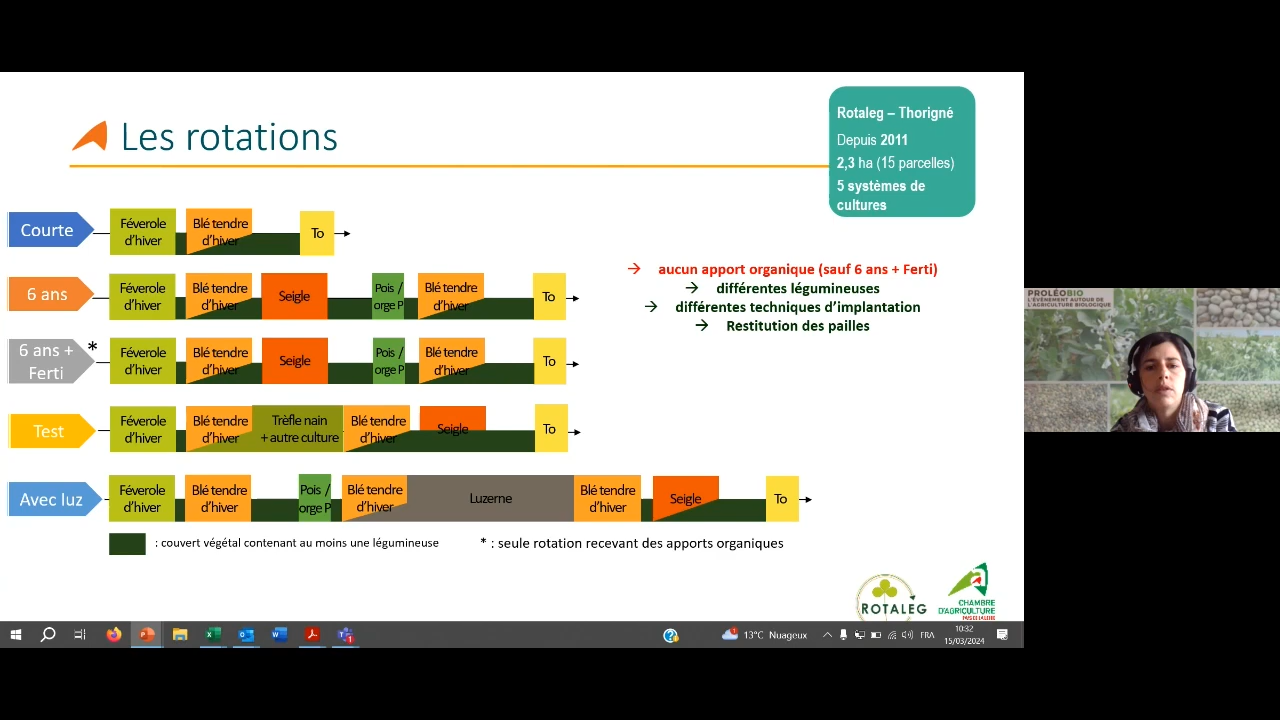 Les rotations
Rotaleg – Thorigné
Depuis 2011
2,3 ha (15 parcelles)
5 systèmes de
cultures
Courte
Féverole
d'hiver
Blé tendre
d'hiver
To
6 ans
Féverole
d'hiver
Blé tendre
d'hiver
Seigle
Pois /
orge P
Blé tendre
d'hiver
To
→ aucun apport organique (sauf 6 ans + Ferti)
→ différentes légumineuses
→ différentes techniques d'implantation
→ Restitution des pailles
6 ans +
Ferti
*
Féverole
d'hiver
Blé tendre
d'hiver
Seigle
Pois /
orge P
Blé tendre
d'hiver
To
Test
Féverole
d'hiver
Blé tendre
d'hiver
Trèfle nain
+ autre culture
Blé tendre
d'hiver
Seigle
To
Avec luz
Féverole
d'hiver
Blé tendre
d'hiver
Pois /
orge P
Blé tendre
d'hiver
Luzerne
Blé tendre
d'hiver
Seigle
To
: couvert végétal contenant au moins une légumineuse
* : seule rotation recevant des apports organiques
ROTALEG
CHAMBRE
D'AGRICULTURE
PAYS DE LA LOIRE
13°C Nuageux
FRA
10:32
15/03/2024
PROLÉOBIO
L'ÉVÉNEMENT AUTOUR DE
L'AGRICULTURE BIOLOGIQUE